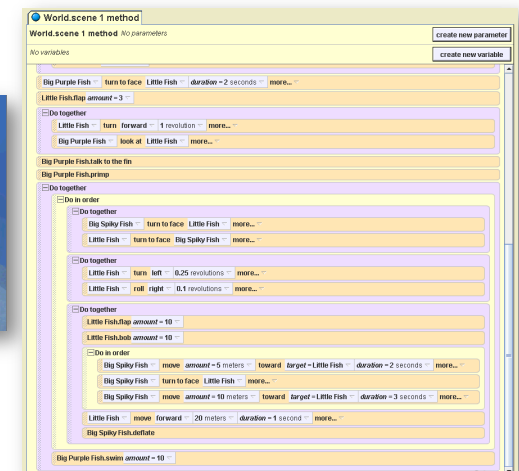 World.scene 1 method
World.scene 1 method No parameters
create new parameter
No variables
create new variable
Big Purple Fish turn to face Little Fish duration = 2 seconds more...
Little Fish.flap amount = 3
Do together
Little Fish turn forward 1 revolution more...
Big Purple Fish look at Little Fish more...
Big Purple Fish.talk to the fin
Big Purple Fish.primp
Do together
Do in order
Do together
Big Spiky Fish turn to face Little Fish more...
Little Fish turn to face Big Spiky Fish more...
Do together
Little Fish turn left 0.25 revolutions more...
Little Fish roll right 0.1 revolutions more...
Do together
Little Fish.flap amount = 10
Little Fish.bob amount = 10
Do in order
Big Spiky Fish move amount = 5 meters toward target = Little Fish duration = 2 seconds more...
Big Spiky Fish turn to face Little Fish more...
Big Spiky Fish move amount = 10 meters toward target = Little Fish duration = 3 seconds more...
Little Fish move forward 20 meters duration = 1 second more...
Big Spiky Fish.deflate
Big Purple Fish.swim amount = 10